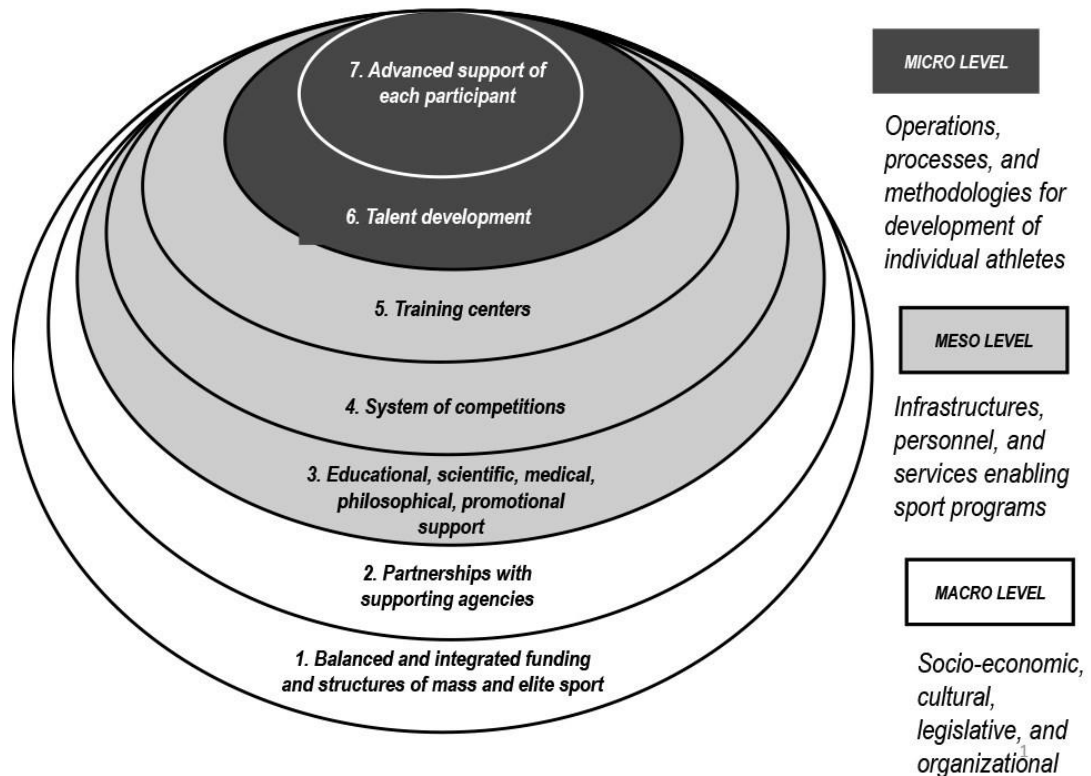 7. Advanced support of
each participant
6. Talent development
5. Training centers
4. System of competitions
3. Educational, scientific, medical,
philosophical, promotional
support
2. Partnerships with
supporting agencies
1. Balanced and integrated funding
and structures of mass and elite sport
MICRO LEVEL
Operations,
processes, and
methodologies for
development of
individual athletes
MESO LEVEL
Infrastructures,
personnel, and
services enabling
sport programs
MACRO LEVEL
Socio-economic,
cultural,
legislative, and
organizational
1